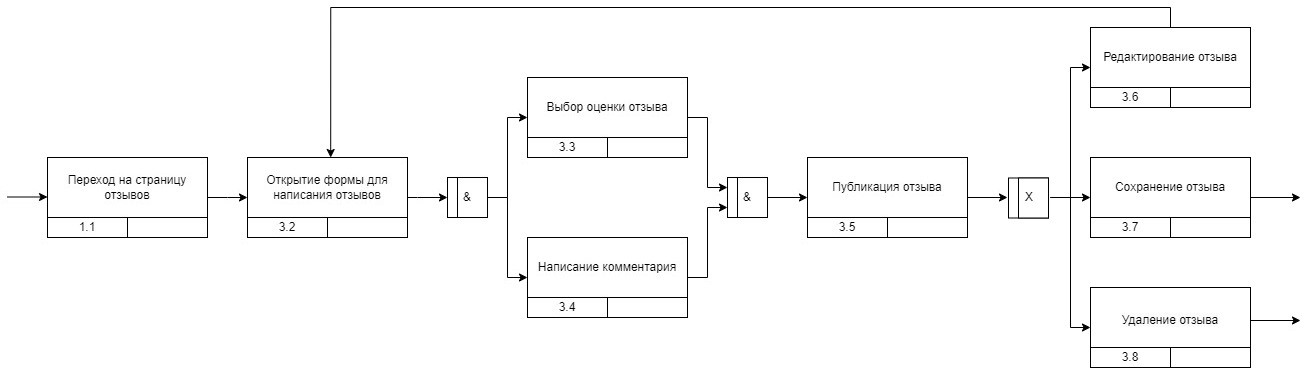 Переход на страницу
отзывов
1.1
Открытие формы для
написания отзывов
3.2
&
Выбор оценки отзыва
3.3
Написание комментария
3.4
&
Публикация отзыва
3.5
X
Редактирование отзыва
3.6
Сохранение отзыва
3.7
Удаление отзыва
3.8